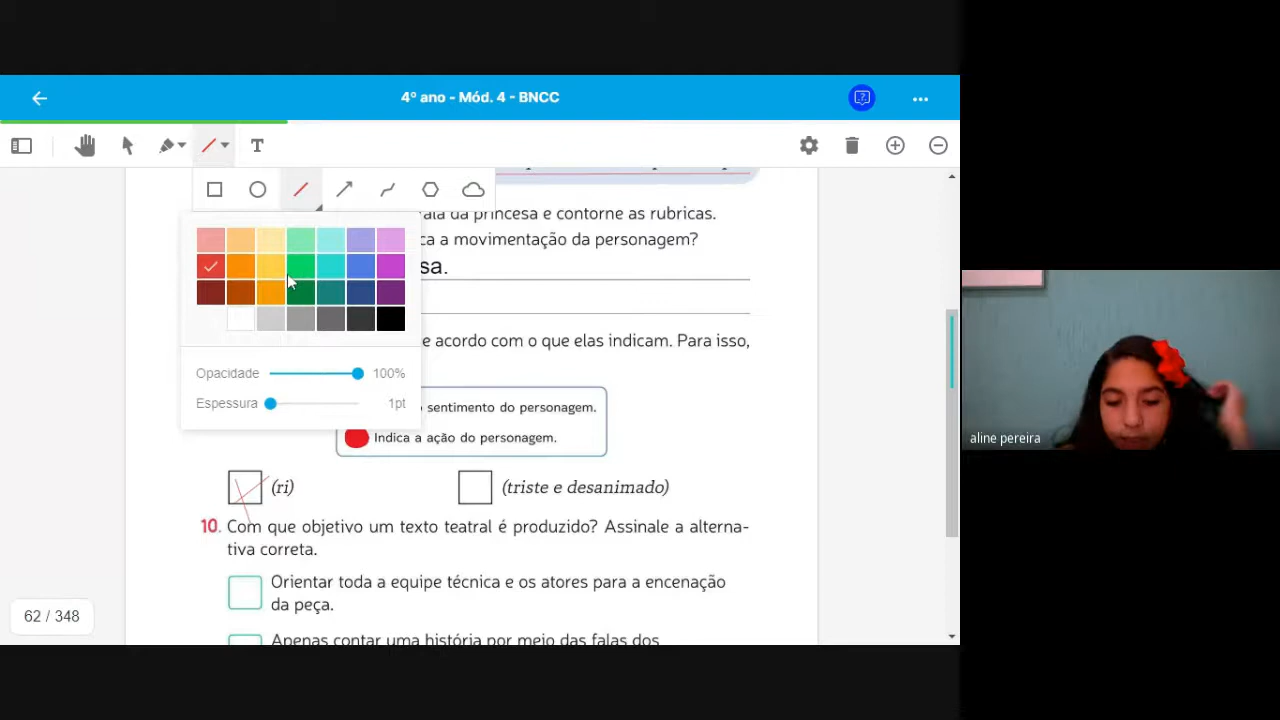 4º ano - Mód. 4 - BNCC
T
ala da princesa e contorne as rubricas.
ca a movimentação da personagem?
sa.
e acordo com o que elas indicam. Para isso,
Opacidade 100%
Espessura 1pt
sentimento do personagem.
Indica a ação do personagem.
(ri) (triste e desanimado)
10. Com que objetivo um texto teatral é produzido? Assinale a alterna-
tiva correta.
Orientar toda a equipe técnica e os atores para a encenação
da peça.
Apenas contar uma história por meio das falas dos
62 / 348
aline pereira